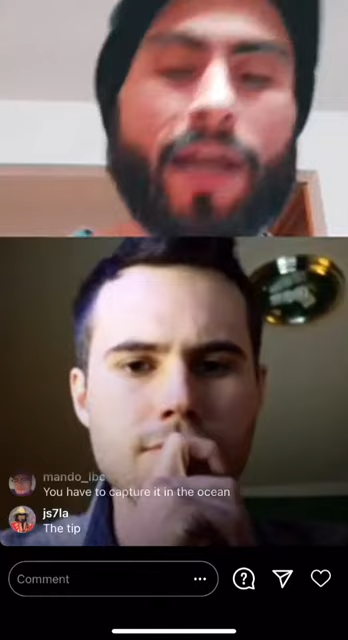 mando_lbc
You have to capture it in the ocean
js7la
The tip
Comment